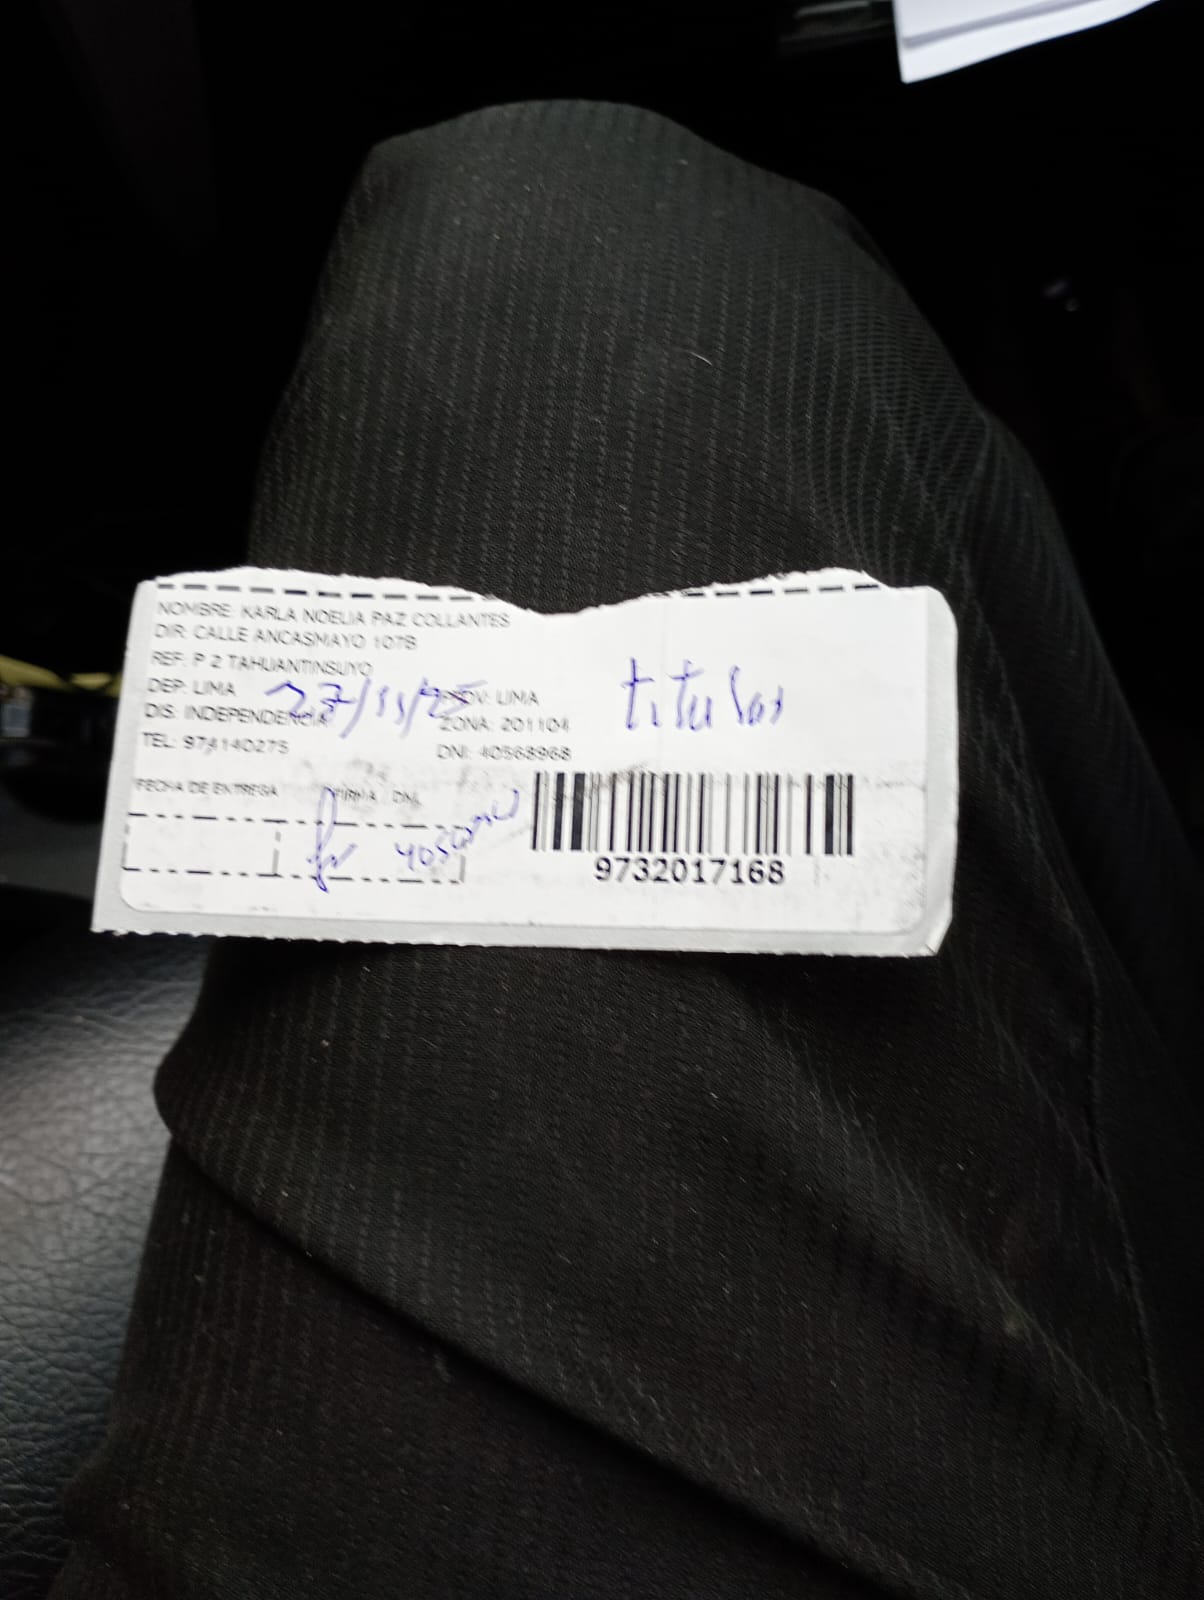 NOMBRE: KARLA NOELIA PAZ COLLANTES
DIR: CALLE ANCASMAYO 107B
REF: P 2 TAHUANTINSUYO
DEP: LIMA PROV: LIMA
DIS: INDEPENDENCIA ZONA: 201104
27/11/25
titular
TEL: 974140275 DNI: 40568968
FECHA DE ENTREGA FIRMA / DNI
9732017168